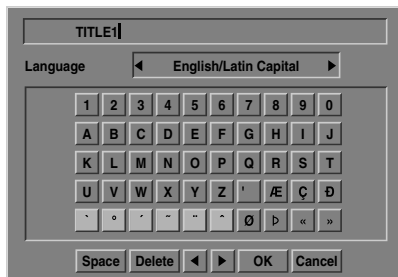 TITLE1
Language ◀ English/Latin Capital ▶
1 2 3 4 5 6 7 8 9 0
A B C D E F G H I J
K L M N O P Q R S T
U V W X Y Z ' Æ Ç Ð
` ° ´ ~ ¨ ^ Ø Þ « »
Space Delete ◀ ▶ OK Cancel